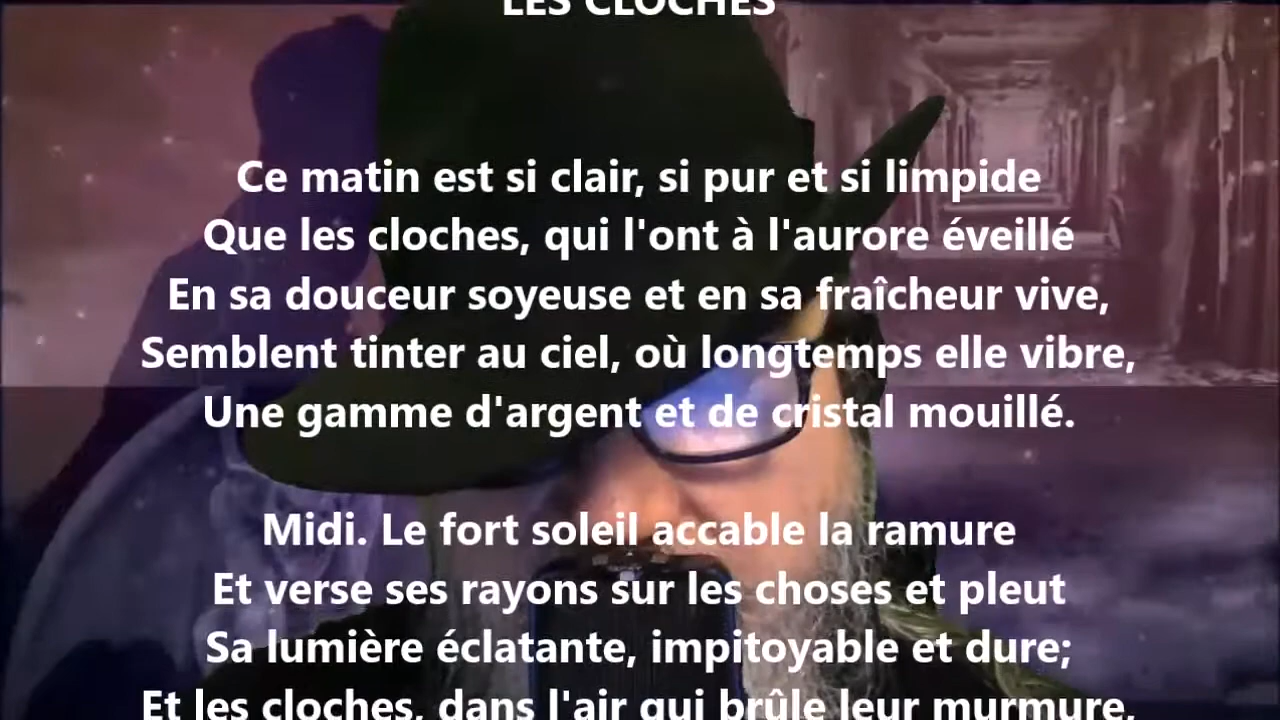 LES CLOCHES
Ce matin est si clair, si pur et si limpide
Que les cloches, qui l'ont à l'aurore éveillé
En sa douceur soyeuse et en sa fraîcheur vive,
Semblent tinter au ciel, où longtemps elle vibre,
Une gamme d'argent et de cristal mouillé.
Midi. Le fort soleil accable la ramure
Et verse ses rayons sur les choses et pleut
Sa lumière éclatante, impitoyable et dure;
Et les cloches, dans l'air qui brûle leur murmure,